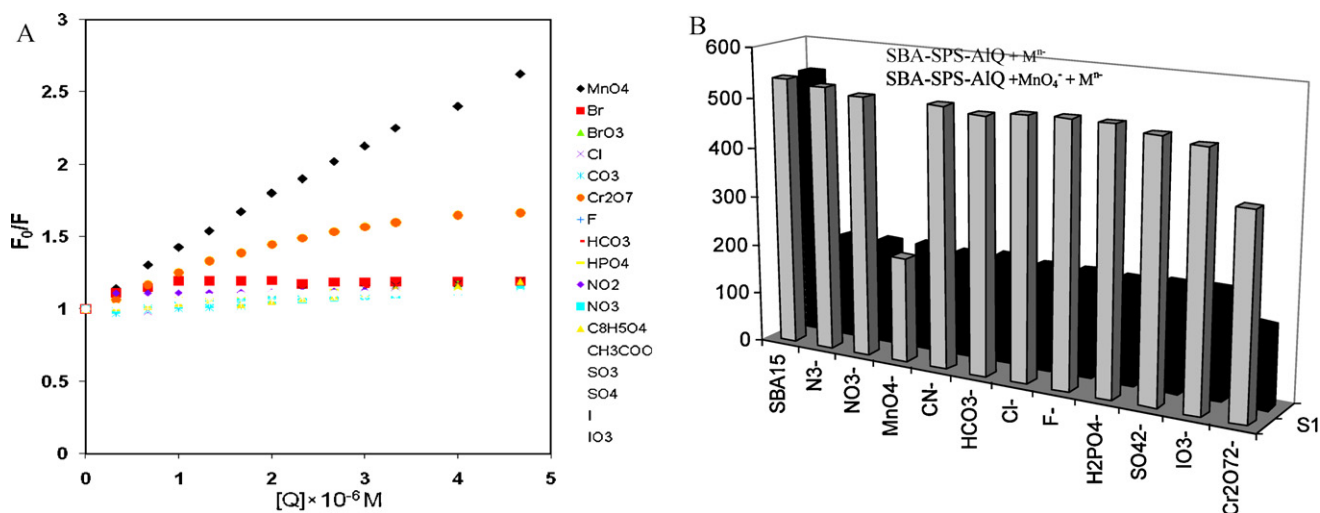 A
3
2.5
2
1.5
1
0.5
0
F₀/F
0 1 2 3 4 5
[Q]×10⁻⁶ M
MnO4
Br
BrO3
Cl
CO3
Cr2O7
F
HCO3
HPO4
NO2
NO3
C8H5O4
CH3COO
SO3
SO4
I
IO3
B
SBA-SPS-AlQ + Mⁿ⁻
SBA-SPS-AlQ +MnO₄⁻ + Mⁿ⁻
600
500
400
300
200
100
0
SBA15
N3-
NO3-
MnO4-
CN-
HCO3-
Cl-
F-
H2PO4-
SO42-
IO3-
Cr2O72-
S1